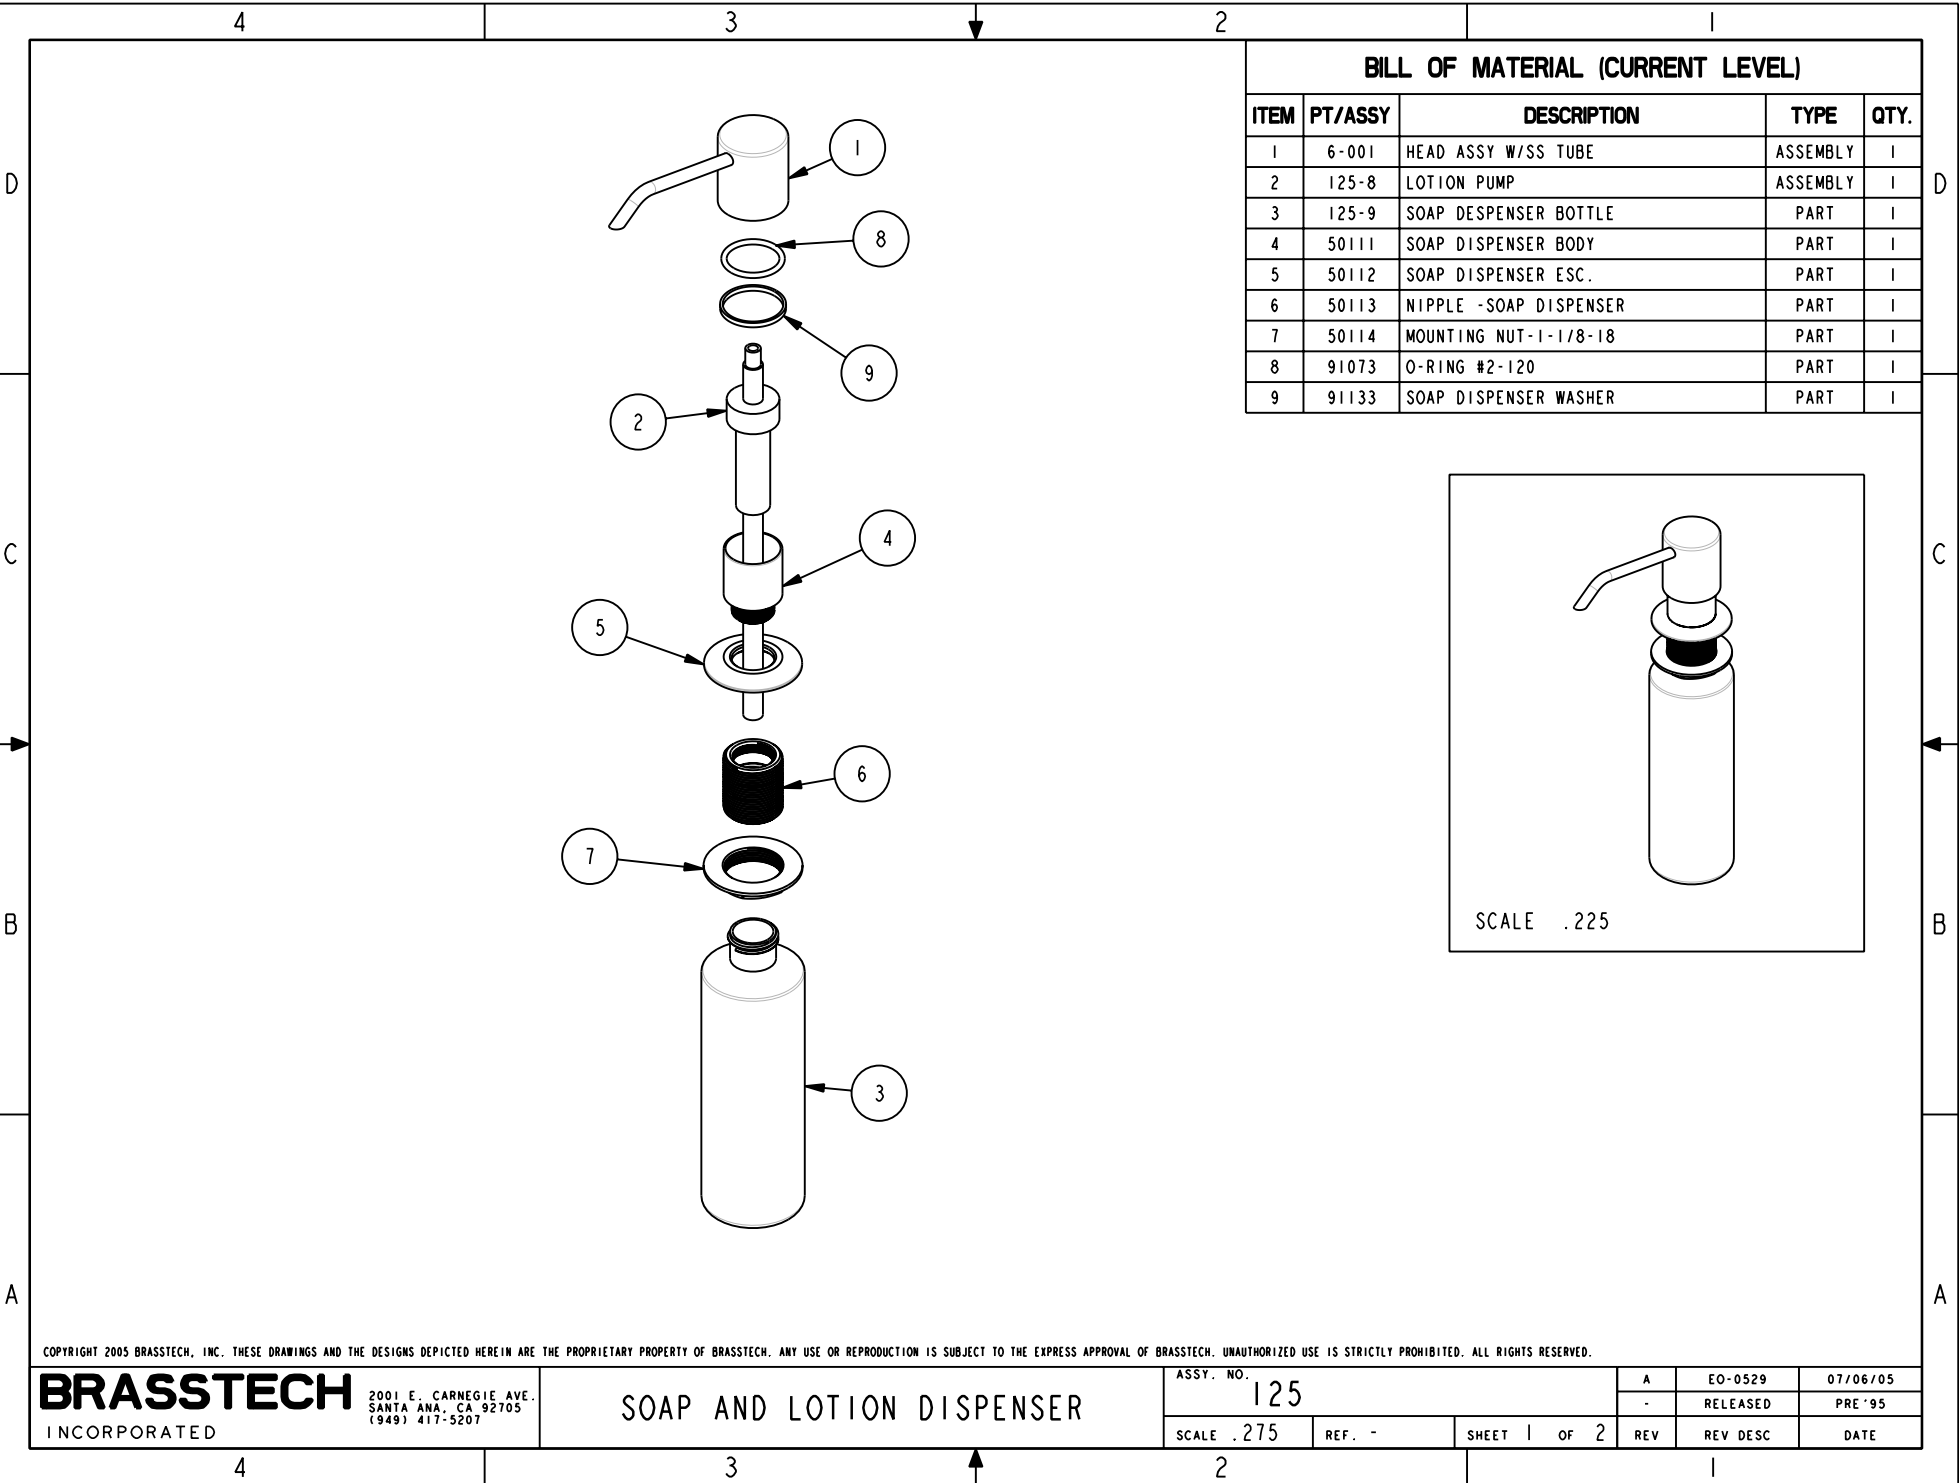 4 3 2 1
BILL OF MATERIAL (CURRENT LEVEL)
ITEM PT/ASSY DESCRIPTION TYPE QTY.
1 6-001 HEAD ASSY W/SS TUBE ASSEMBLY 1
2 125-8 LOTION PUMP ASSEMBLY 1
3 125-9 SOAP DESPENSER BOTTLE PART 1
4 50111 SOAP DISPENSER BODY PART 1
5 50112 SOAP DISPENSER ESC. PART 1
6 50113 NIPPLE -SOAP DISPENSER PART 1
7 50114 MOUNTING NUT-1-1/8-18 PART 1
8 91073 O-RING #2-120 PART 1
9 91133 SOAP DISPENSER WASHER PART 1
D D
1
8
9
2
4
C C
5
6
7
SCALE .225
B B
3
A A
COPYRIGHT 2005 BRASSTECH, INC. THESE DRAWINGS AND THE DESIGNS DEPICTED HEREIN ARE THE PROPRIETARY PROPERTY OF BRASSTECH. ANY USE OR REPRODUCTION IS SUBJECT TO THE EXPRESS APPROVAL OF BRASSTECH. UNAUTHORIZED USE IS STRICTLY PROHIBITED. ALL RIGHTS RESERVED.
BRASSTECH
INCORPORATED
2001 E. CARNEGIE AVE.
SANTA ANA, CA 92705
(949) 417-5207
SOAP AND LOTION DISPENSER
ASSY. NO.
125
SCALE .275 REF. - SHEET 1 OF 2
A EO-0529 07/06/05
- RELEASED PRE'95
REV REV DESC DATE
4 3 2 1